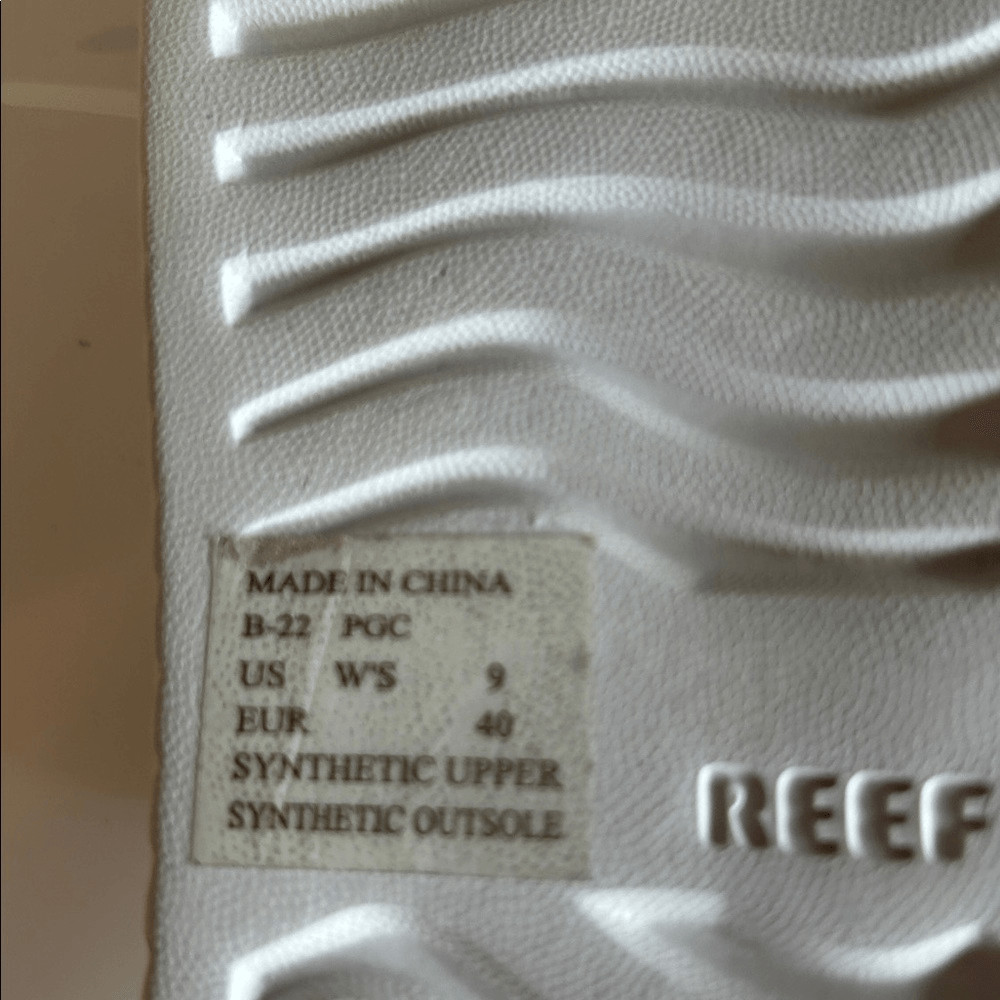 MADE IN CHINA
B-22 PGC
US W'S 9
EUR 40
SYNTHETIC UPPER
SYNTHETIC OUTSOLE
REEF